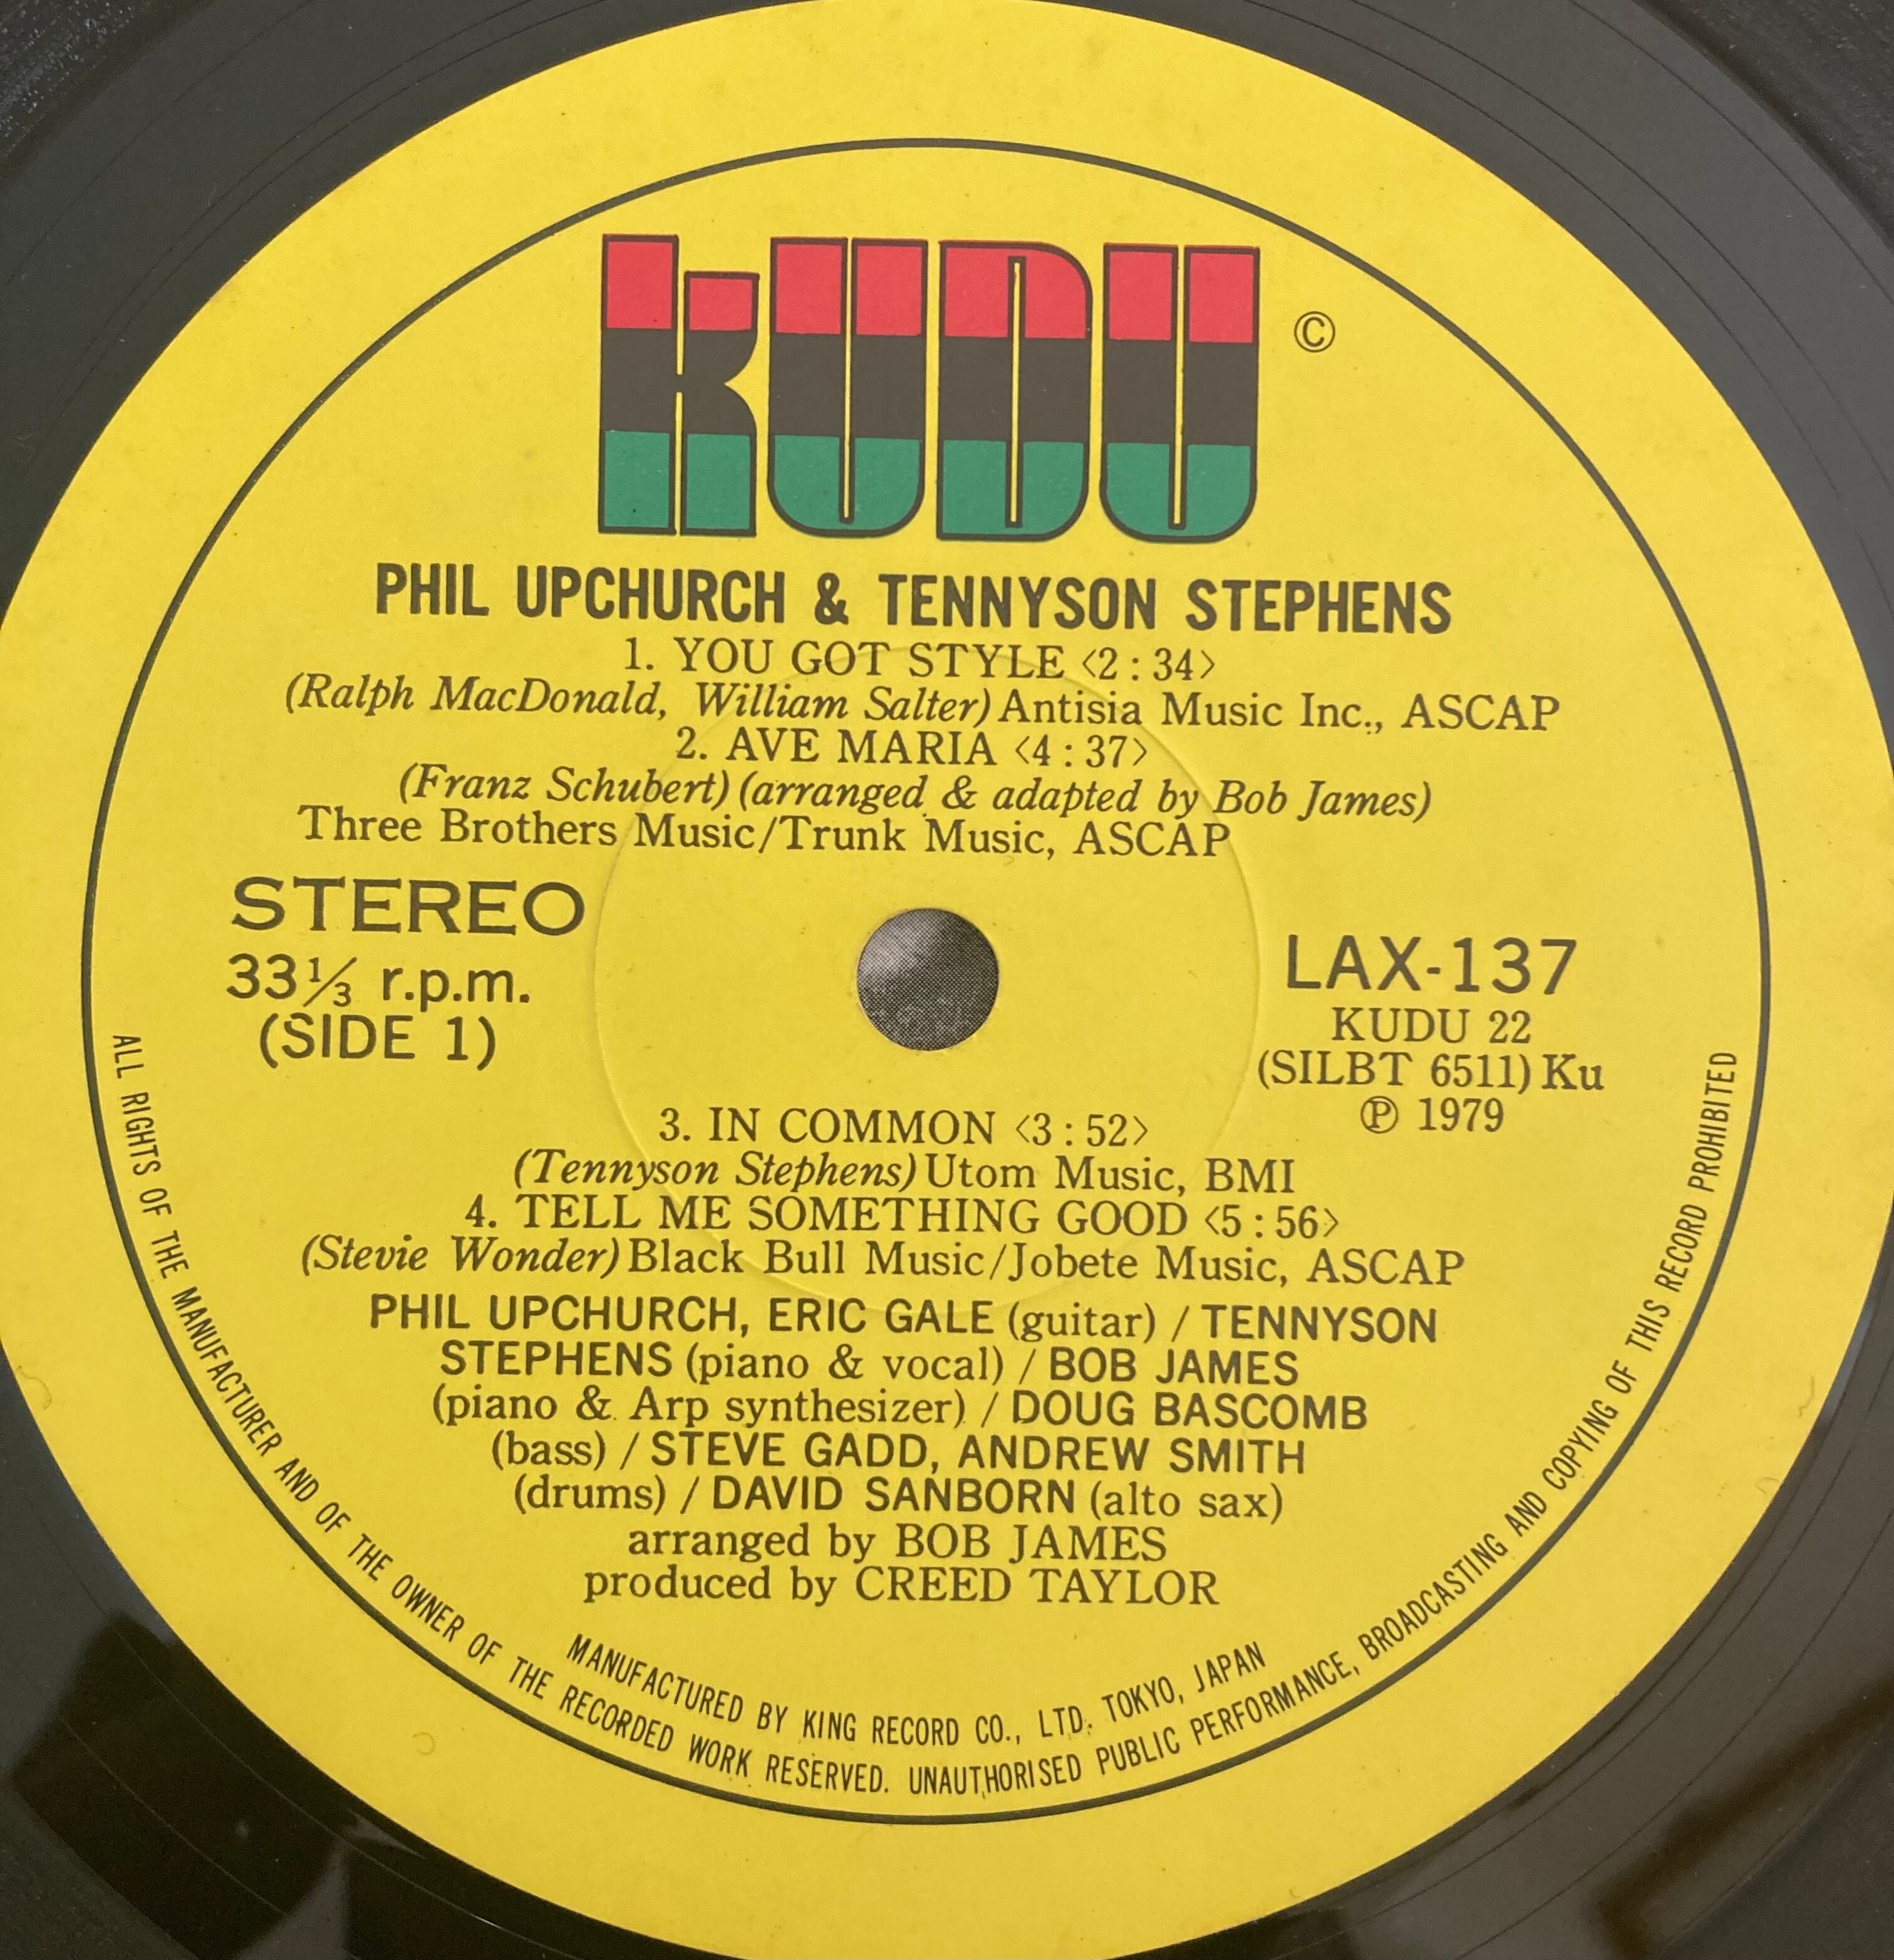 KUDU ©
PHIL UPCHURCH & TENNYSON STEPHENS
1. YOU GOT STYLE <2:34>
(Ralph MacDonald, William Salter) Antisia Music Inc., ASCAP
2. AVE MARIA <4:37>
(Franz Schubert) (arranged & adapted by Bob James)
Three Brothers Music/Trunk Music, ASCAP
STEREO
33⅓ r.p.m.
(SIDE 1)
LAX-137
KUDU 22
(SILBT 6511) Ku
℗ 1979
3. IN COMMON <3:52>
(Tennyson Stephens) Utom Music, BMI
4. TELL ME SOMETHING GOOD <5:56>
(Stevie Wonder) Black Bull Music/Jobete Music, ASCAP
PHIL UPCHURCH, ERIC GALE (guitar) / TENNYSON
STEPHENS (piano & vocal) / BOB JAMES
(piano & Arp synthesizer) / DOUG BASCOMB
(bass) / STEVE GADD, ANDREW SMITH
(drums) / DAVID SANBORN (alto sax)
arranged by BOB JAMES
produced by CREED TAYLOR
MANUFACTURED BY KING RECORD CO., LTD. TOKYO, JAPAN
ALL RIGHTS OF THE MANUFACTURER AND OF THE OWNER OF THE RECORDED WORK RESERVED. UNAUTHORISED PUBLIC PERFORMANCE, BROADCASTING AND COPYING OF THIS RECORD PROHIBITED